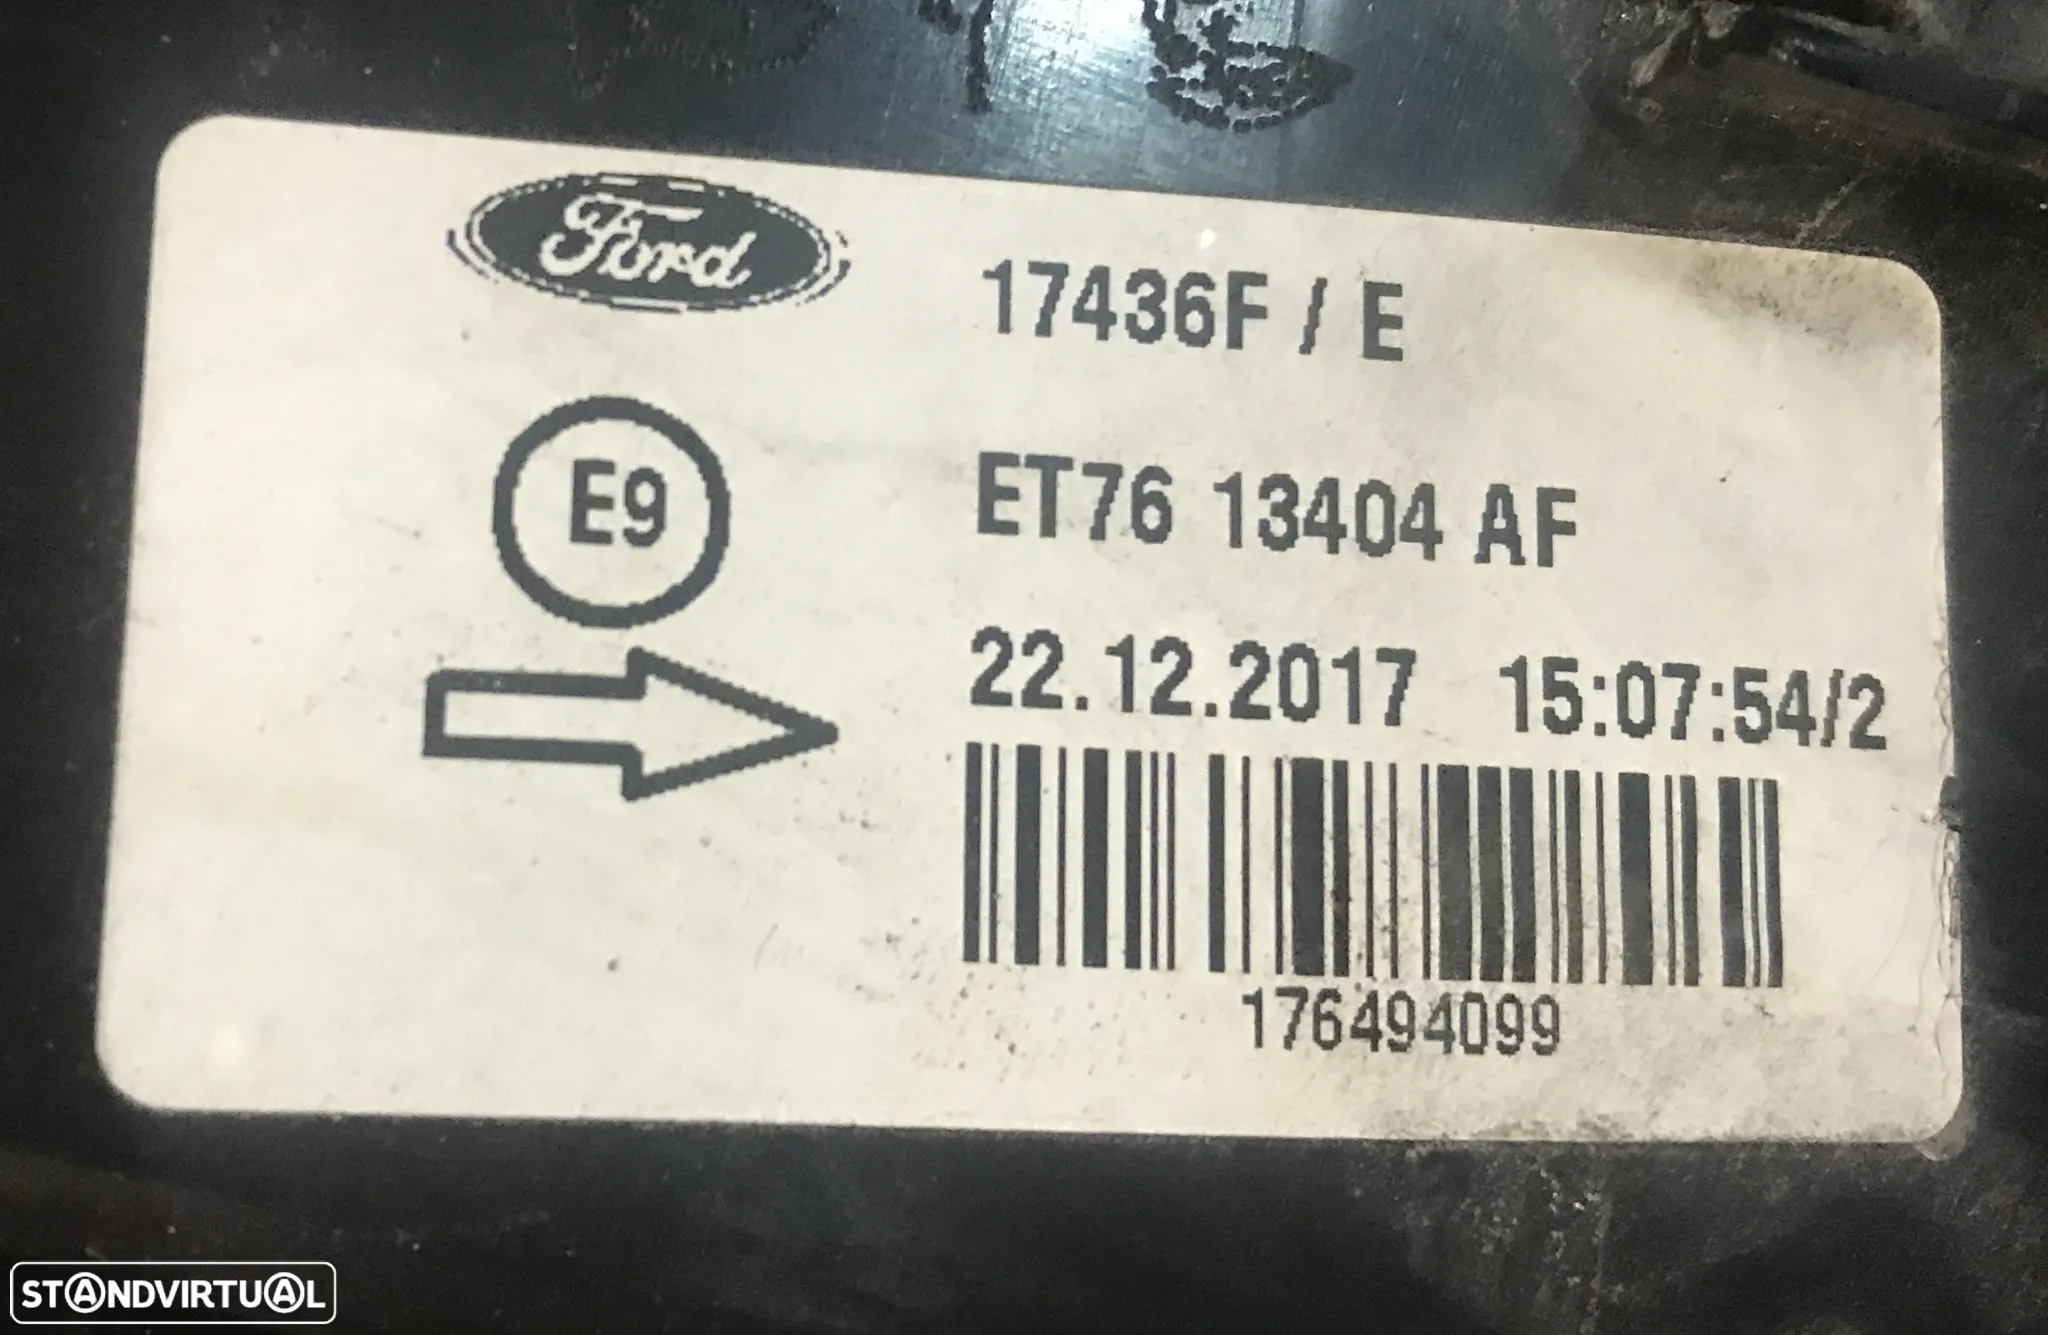 Ford
17436F / E
E9
ET76 13404 AF
22.12.2017 15:07:54/2
176494099
STANDVIRTUAL